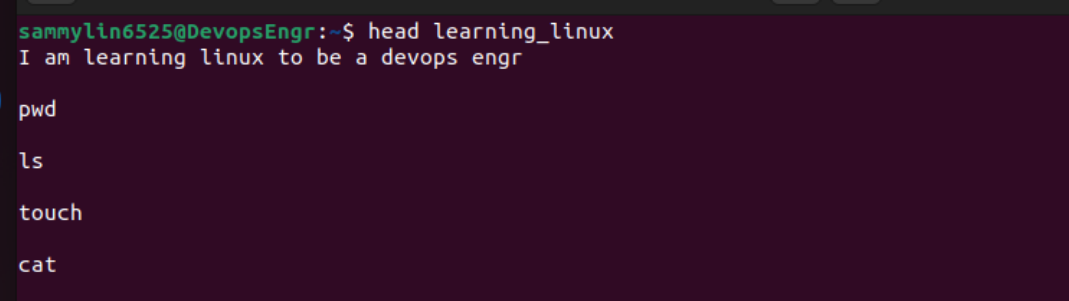 sammylin6525@DevopsEngr:~$ head learning_linux
I am learning linux to be a devops engr
pwd
ls
touch
cat